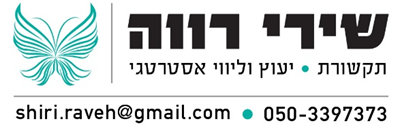 שירי רווה
תקשורת • יעוץ וליווי אסטרטגי
shiri.raveh@gmail.com • 050-3397373